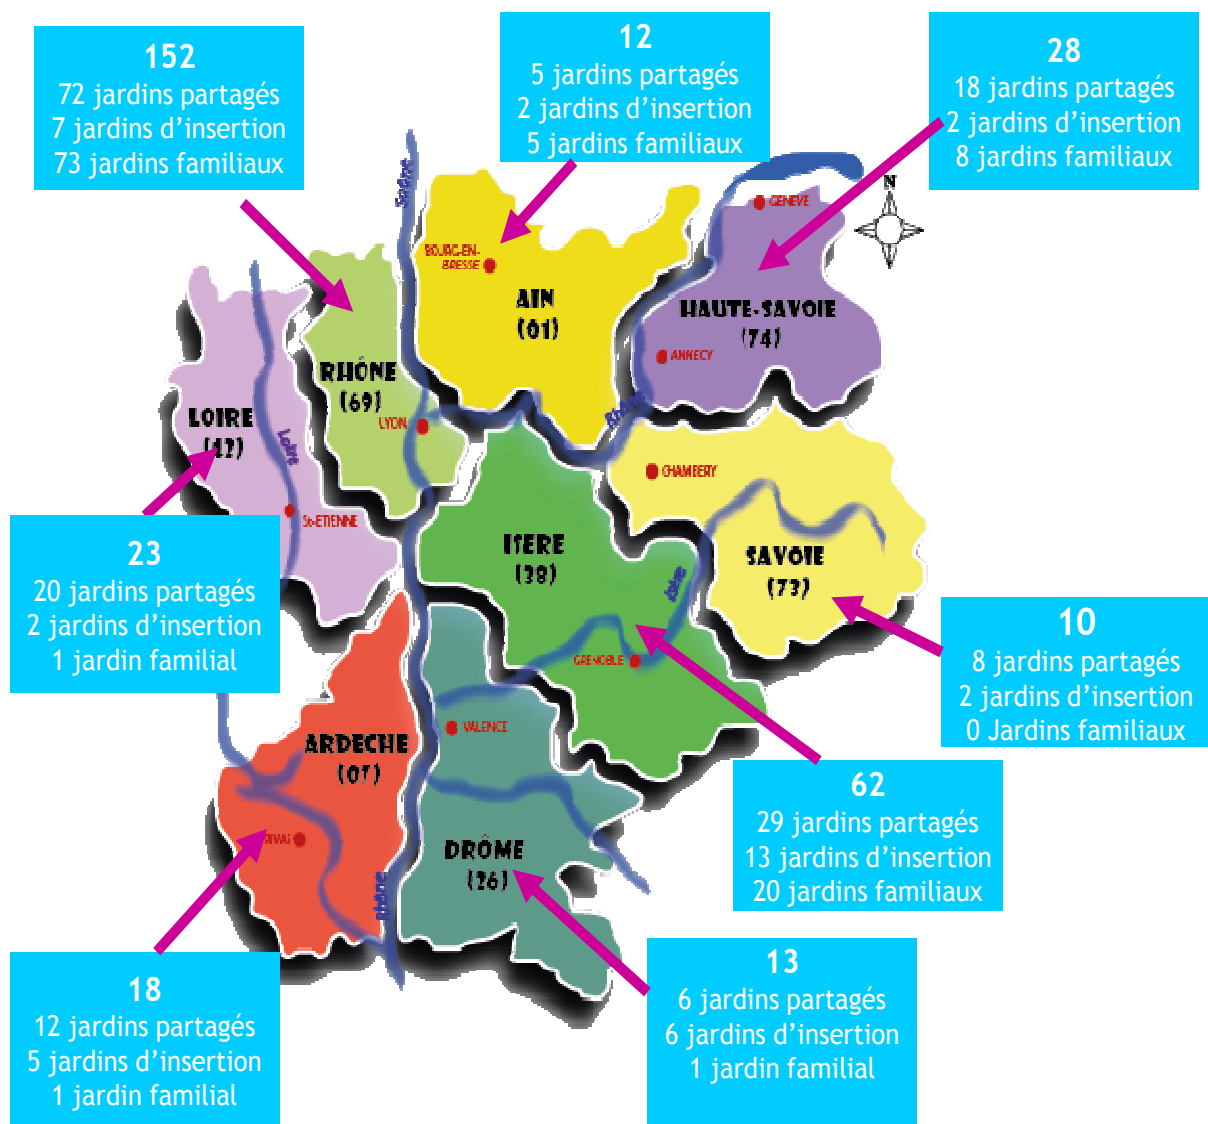 152
72 jardins partagés
7 jardins d’insertion
73 jardins familiaux
12
5 jardins partagés
2 jardins d’insertion
5 jardins familiaux
28
18 jardins partagés
2 jardins d’insertion
8 jardins familiaux
Saône
N
GENEVE
BOURG-EN-
BRESSE
AIN
(01)
HAUTE-SAVOIE
(74)
ANNECY
RHÔNE
(69)
LOIRE
(42)
Loire
LYON
Rhône
CHAMBERY
St-ETIENNE
ISERE
(38)
SAVOIE
(73)
Isère
23
20 jardins partagés
2 jardins d’insertion
1 jardin familial
10
8 jardins partagés
2 jardins d’insertion
0 Jardins familiaux
GRENOBLE
VALENCE
ARDECHE
(07)
62
29 jardins partagés
13 jardins d’insertion
20 jardins familiaux
DRÔME
(26)
Rhône
18
12 jardins partagés
5 jardins d’insertion
1 jardin familial
13
6 jardins partagés
6 jardins d’insertion
1 jardin familial